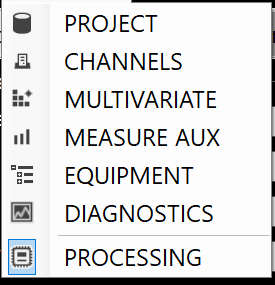 PROJECT
CHANNELS
MULTIVARIATE
MEASURE AUX
EQUIPMENT
DIAGNOSTICS
PROCESSING